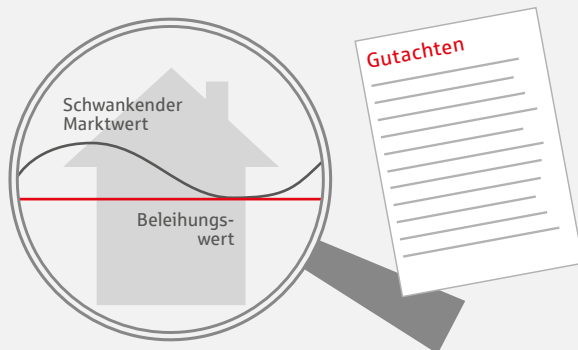 Gutachten
Schwankender
Marktwert
Beleihungs-
wert